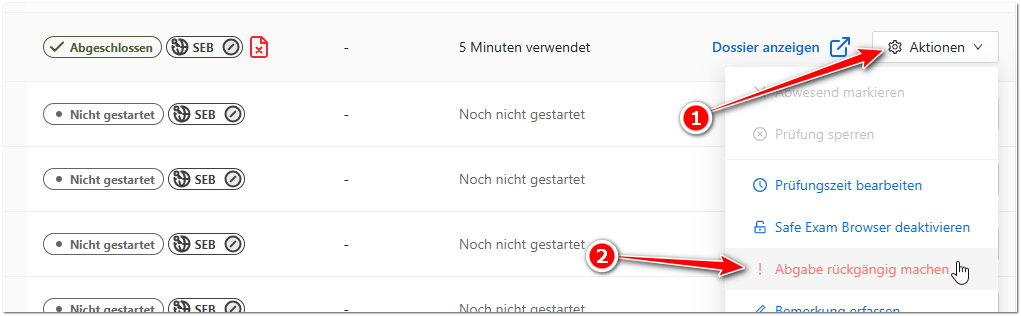 Abgeschlossen SEB - 5 Minuten verwendet Dossier anzeigen Aktionen
1
Abwesend markieren
Nicht gestartet SEB - Noch nicht gestartet
Prüfung sperren
Nicht gestartet SEB - Noch nicht gestartet
Prüfungszeit bearbeiten
Safe Exam Browser deaktivieren
Nicht gestartet SEB - Noch nicht gestartet
2
Abgabe rückgängig machen
Nicht gestartet SEB - Noch nicht gestartet
Bemerkung erfassen